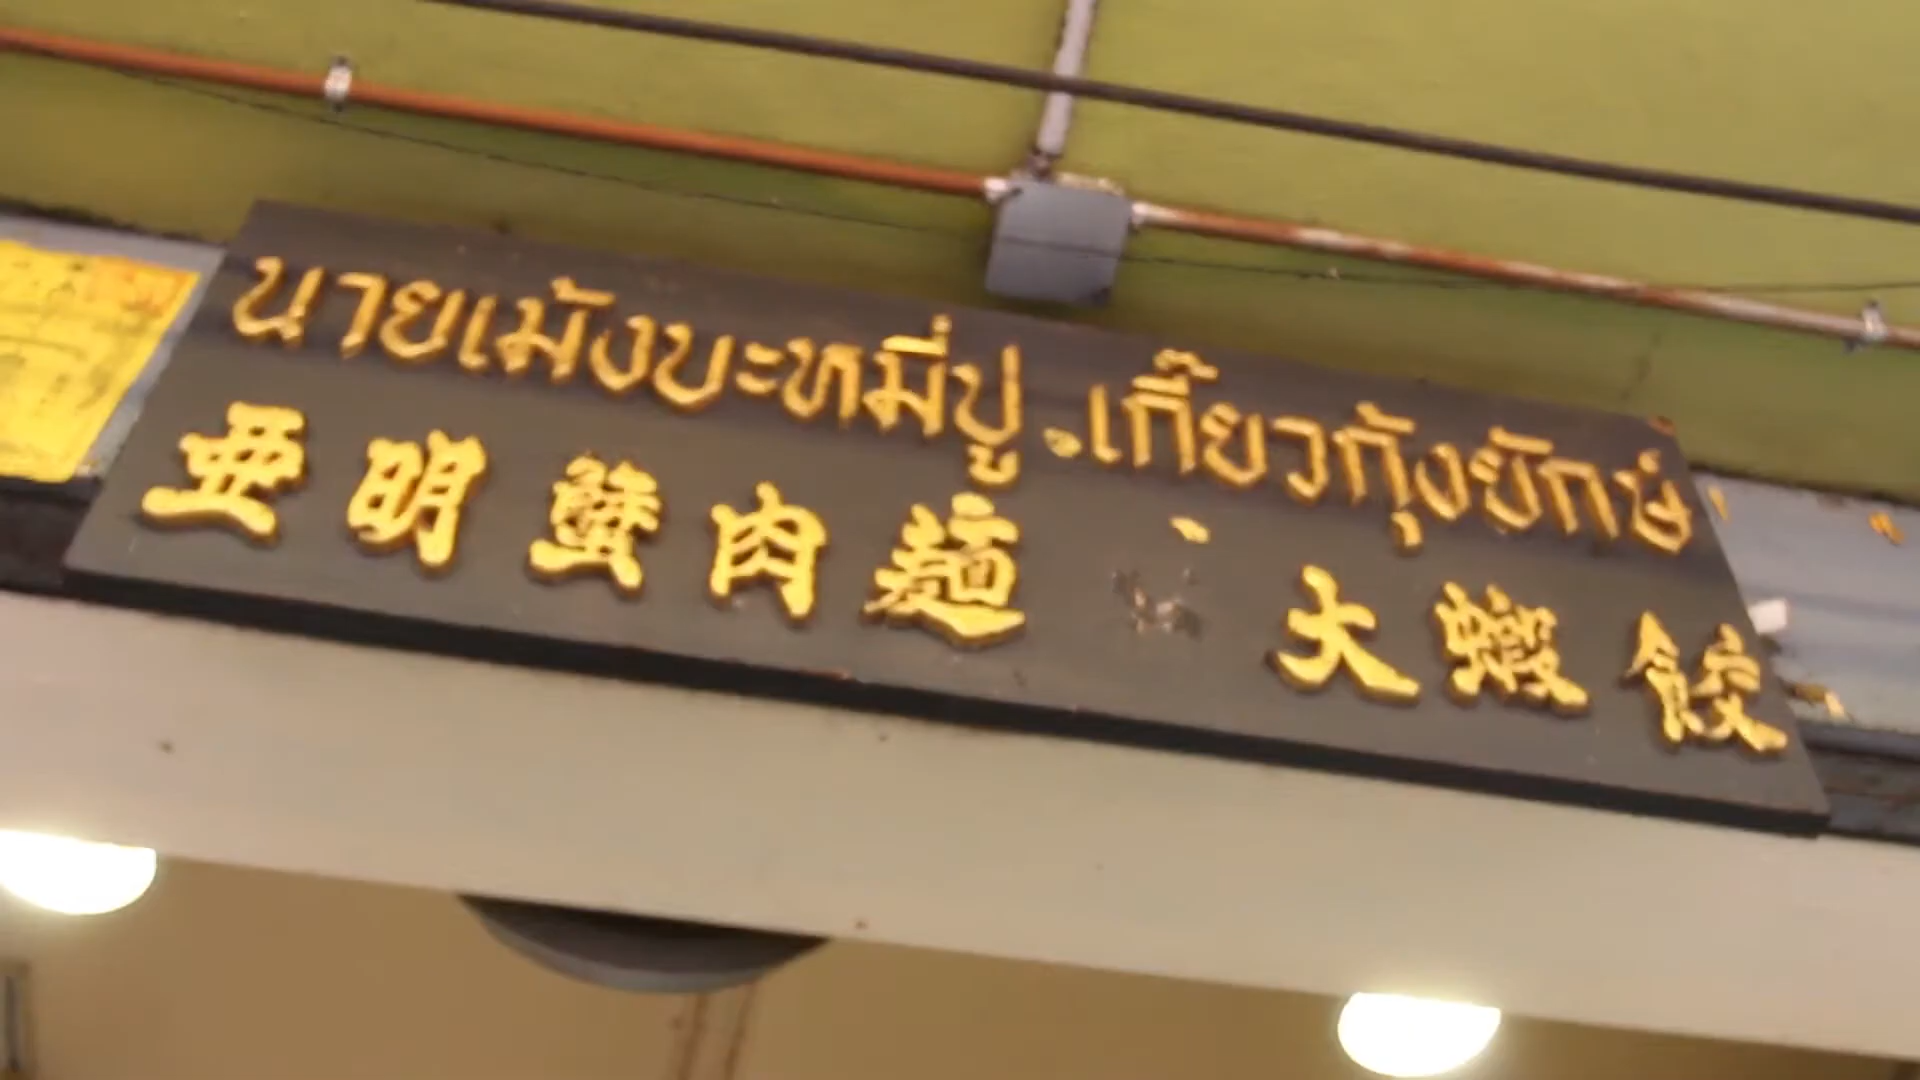 นายเม้งบะหมี่ปู.เกี๊ยวกุ้งยักษ์
亜明蟹肉麵 大蝦餃